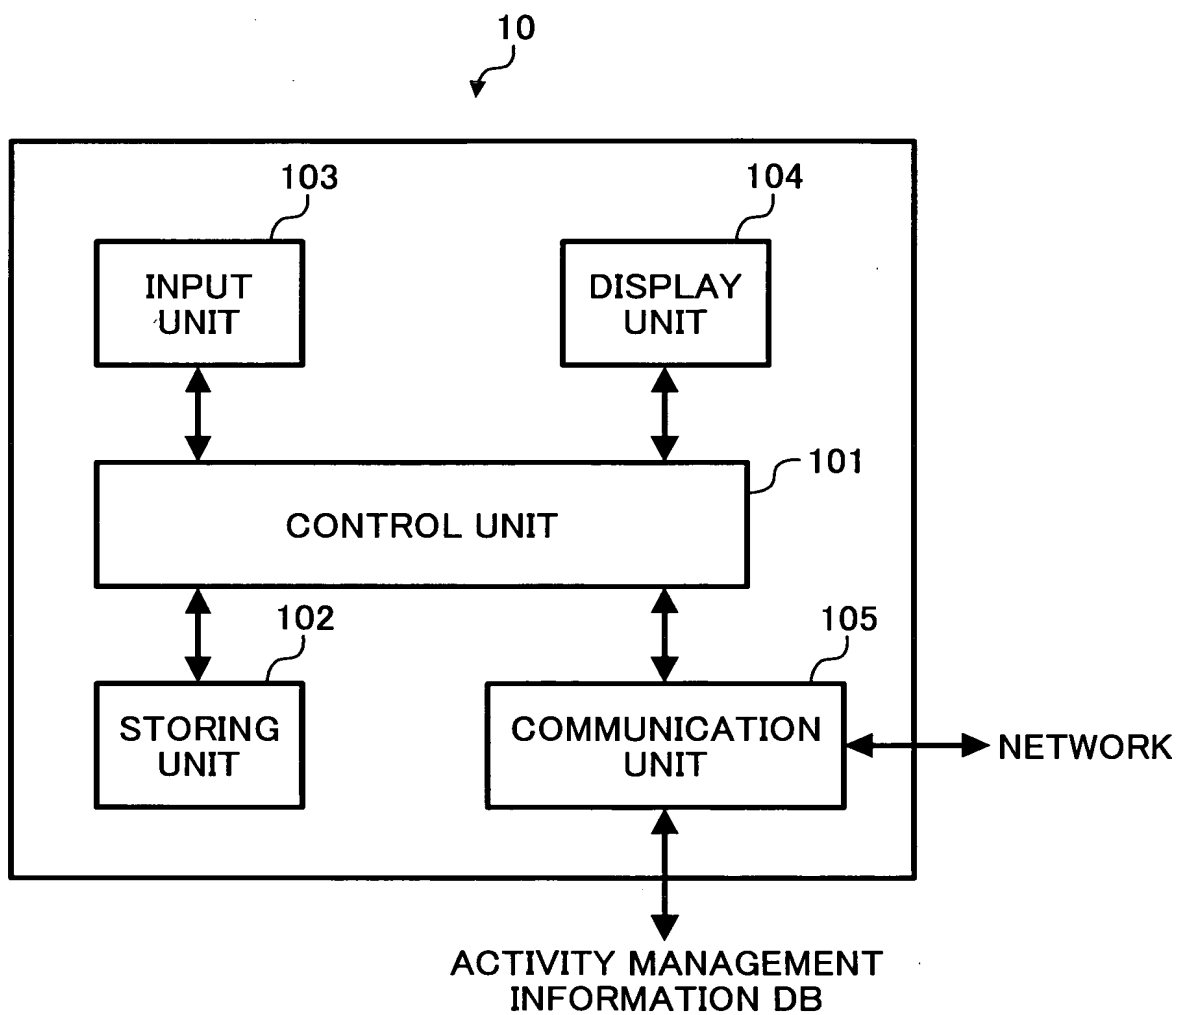 10
103
104
INPUT
UNIT
DISPLAY
UNIT
101
CONTROL UNIT
102
105
STORING
UNIT
COMMUNICATION
UNIT
NETWORK
ACTIVITY MANAGEMENT
INFORMATION DB